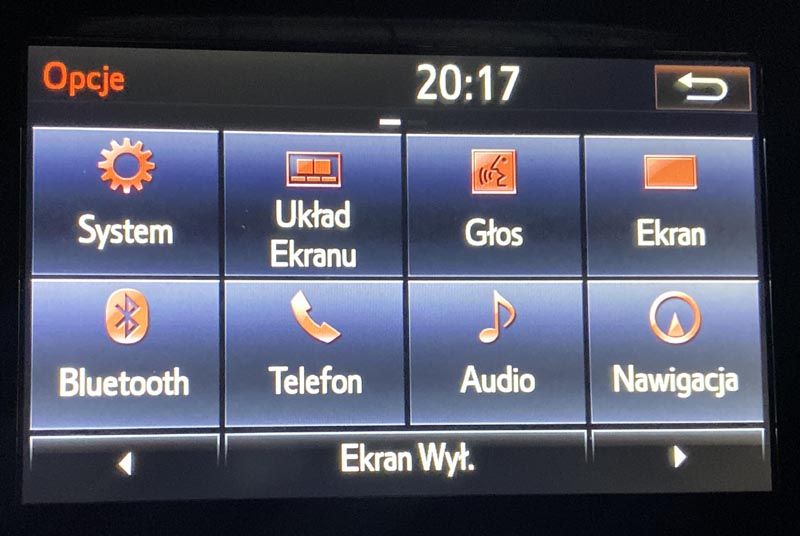 Opcje
20:17
System
Układ
Ekranu
Głos
Ekran
Bluetooth
Telefon
Audio
Nawigacja
Ekran Wył.